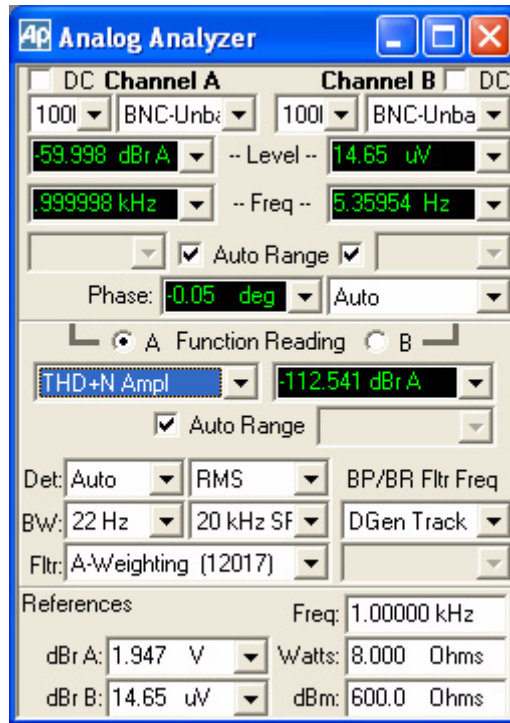 Ap Analog Analyzer
DC Channel A Channel B DC
100l BNC-Unba 100l BNC-Unba
-59.998 dBr A -- Level -- 14.65 uV
.999998 kHz -- Freq -- 5.35954 Hz
Auto Range
Phase: -0.05 deg Auto
A Function Reading B
THD+N Ampl -112.541 dBr A
Auto Range
Det: Auto RMS BP/BR Fltr Freq
BW: 22 Hz 20 kHz SF DGen Track
Fltr: A-Weighting (12017)
References Freq: 1.00000 kHz
dBr A: 1.947 V Watts: 8.000 Ohms
dBr B: 14.65 uV dBm: 600.0 Ohms